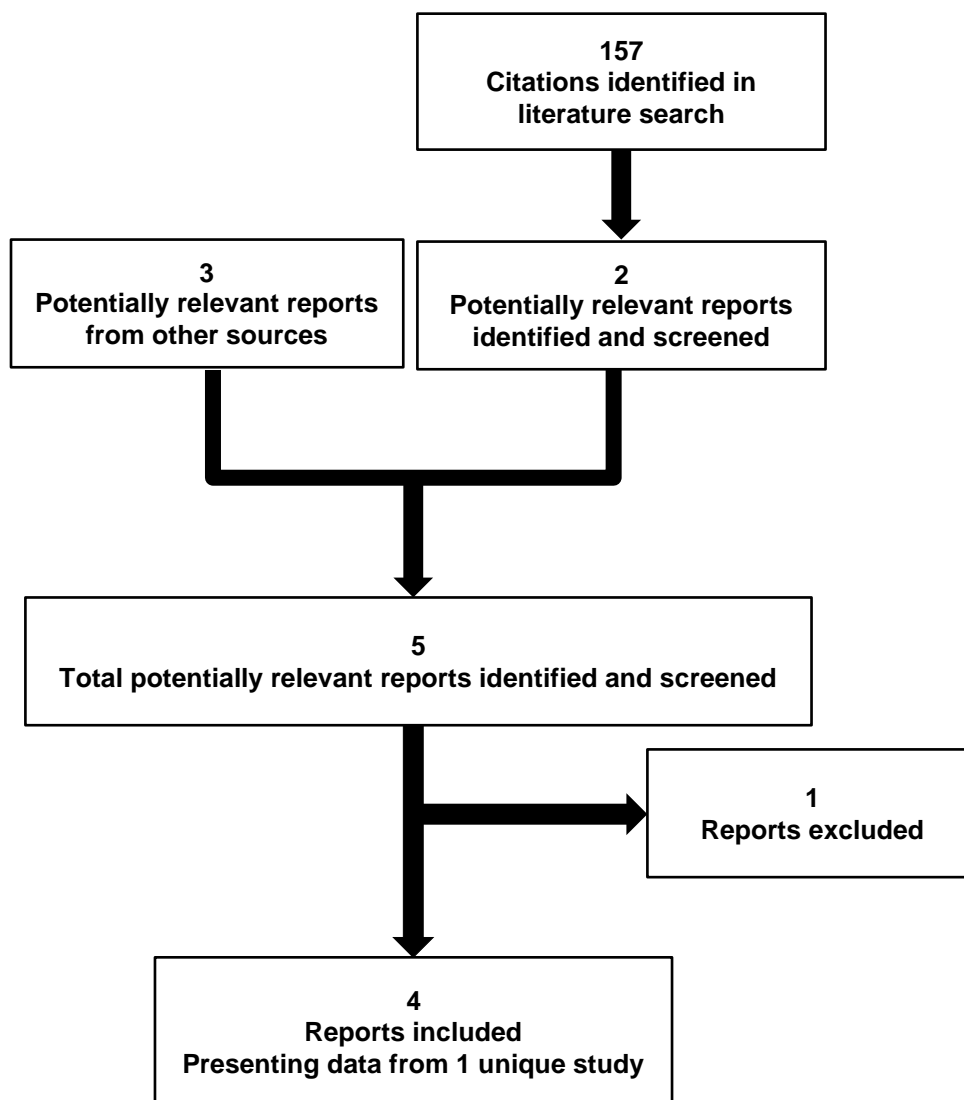 157
Citations identified in
literature search
3
Potentially relevant reports
from other sources
2
Potentially relevant reports
identified and screened
5
Total potentially relevant reports identified and screened
1
Reports excluded
4
Reports included
Presenting data from 1 unique study